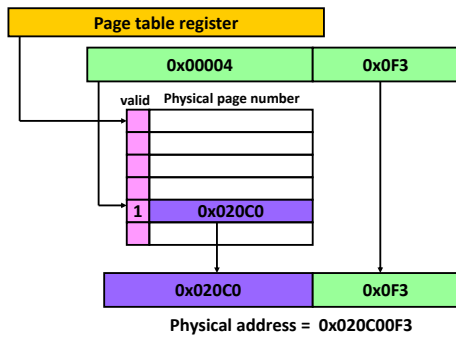 Page table register
0x00004 0x0F3
valid Physical page number
1 0x020C0
0x020C0 0x0F3
Physical address = 0x020C00F3